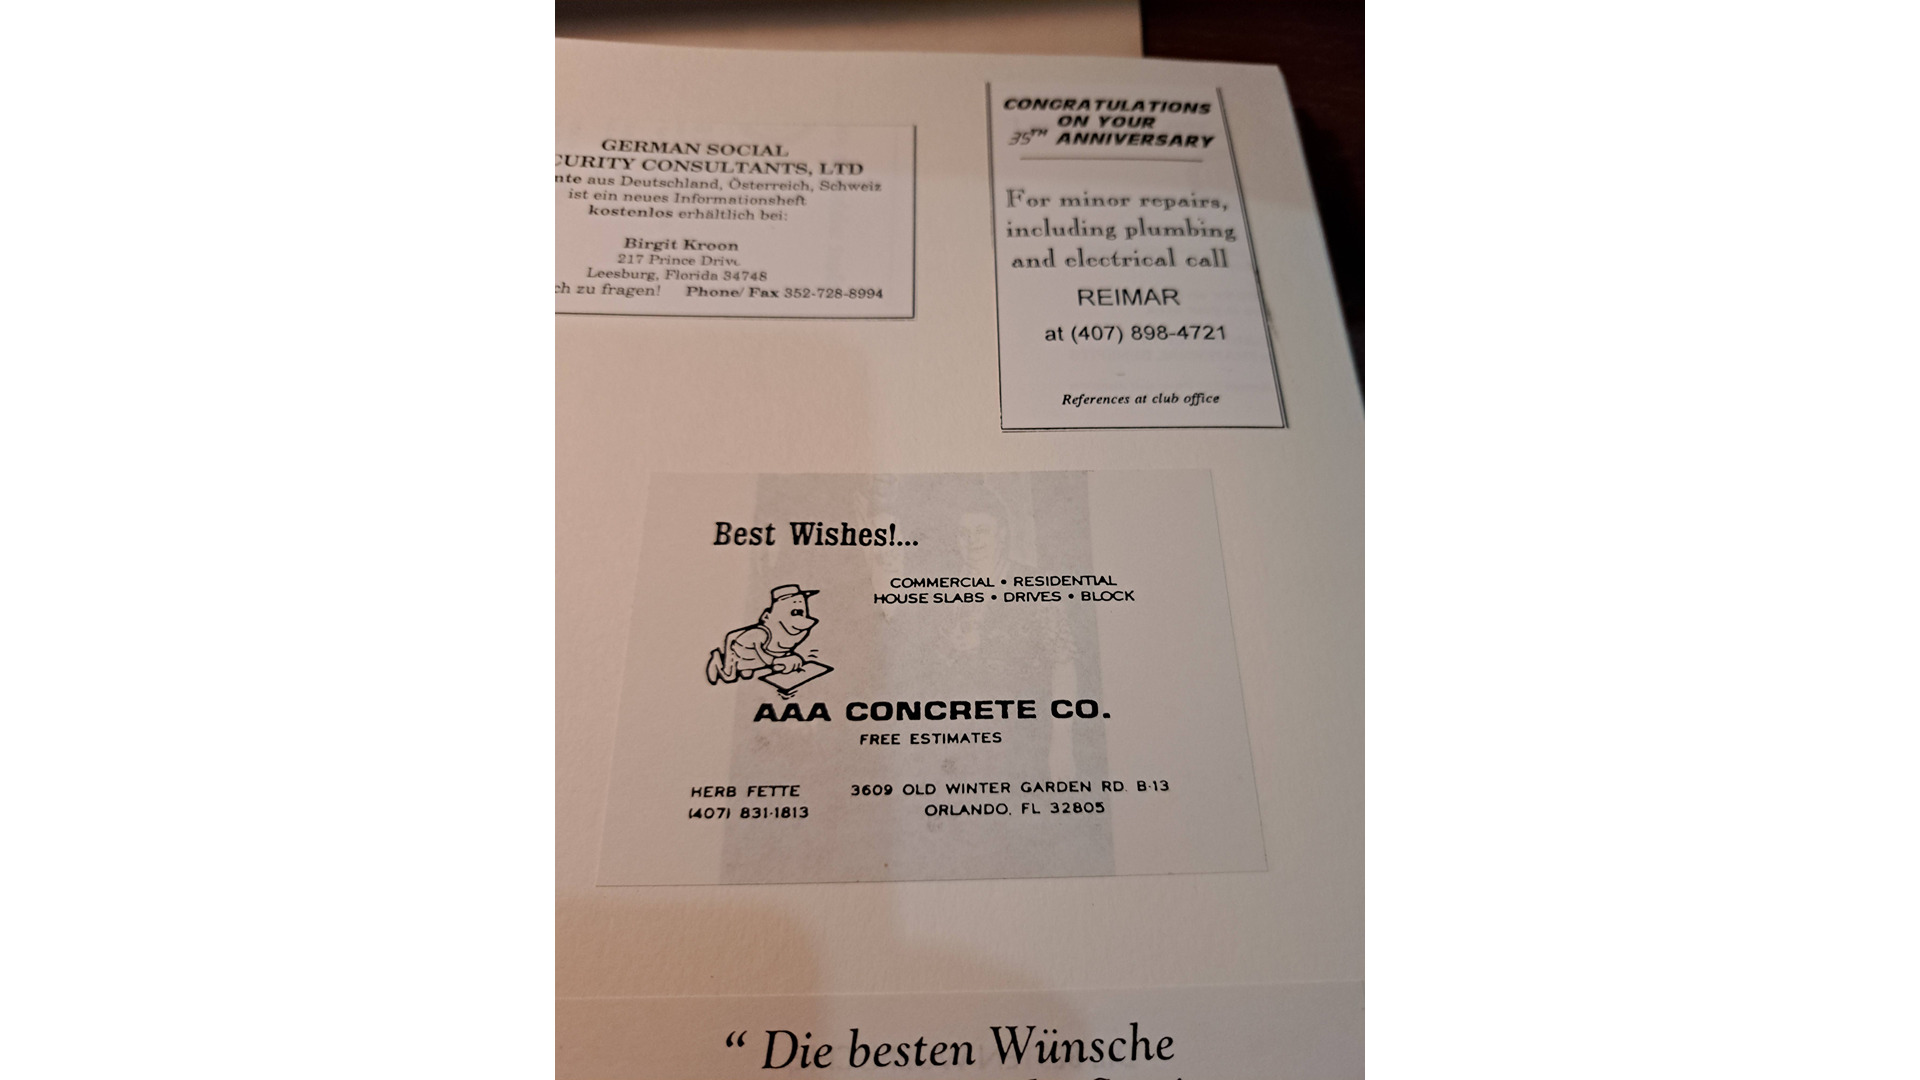 GERMAN SOCIAL
CURITY CONSULTANTS, LTD
nte aus Deutschland, Österreich, Schweiz
ist ein neues Informationsheft
kostenlos erhältlich bei:
Birgit Kroon
217 Prince Drive
Leesburg, Florida 34748
ch zu fragen! Phone/ Fax 352-728-8994
CONGRATULATIONS
ON YOUR
35TH ANNIVERSARY
For minor repairs,
including plumbing
and electrical call
REIMAR
at (407) 898-4721
References at club office
Best Wishes!...
COMMERCIAL • RESIDENTIAL
HOUSE SLABS • DRIVES • BLOCK
AAA CONCRETE CO.
FREE ESTIMATES
HERB FETTE
(407) 831-1813
3609 OLD WINTER GARDEN RD. B-13
ORLANDO, FL 32805
“ Die besten Wünsche